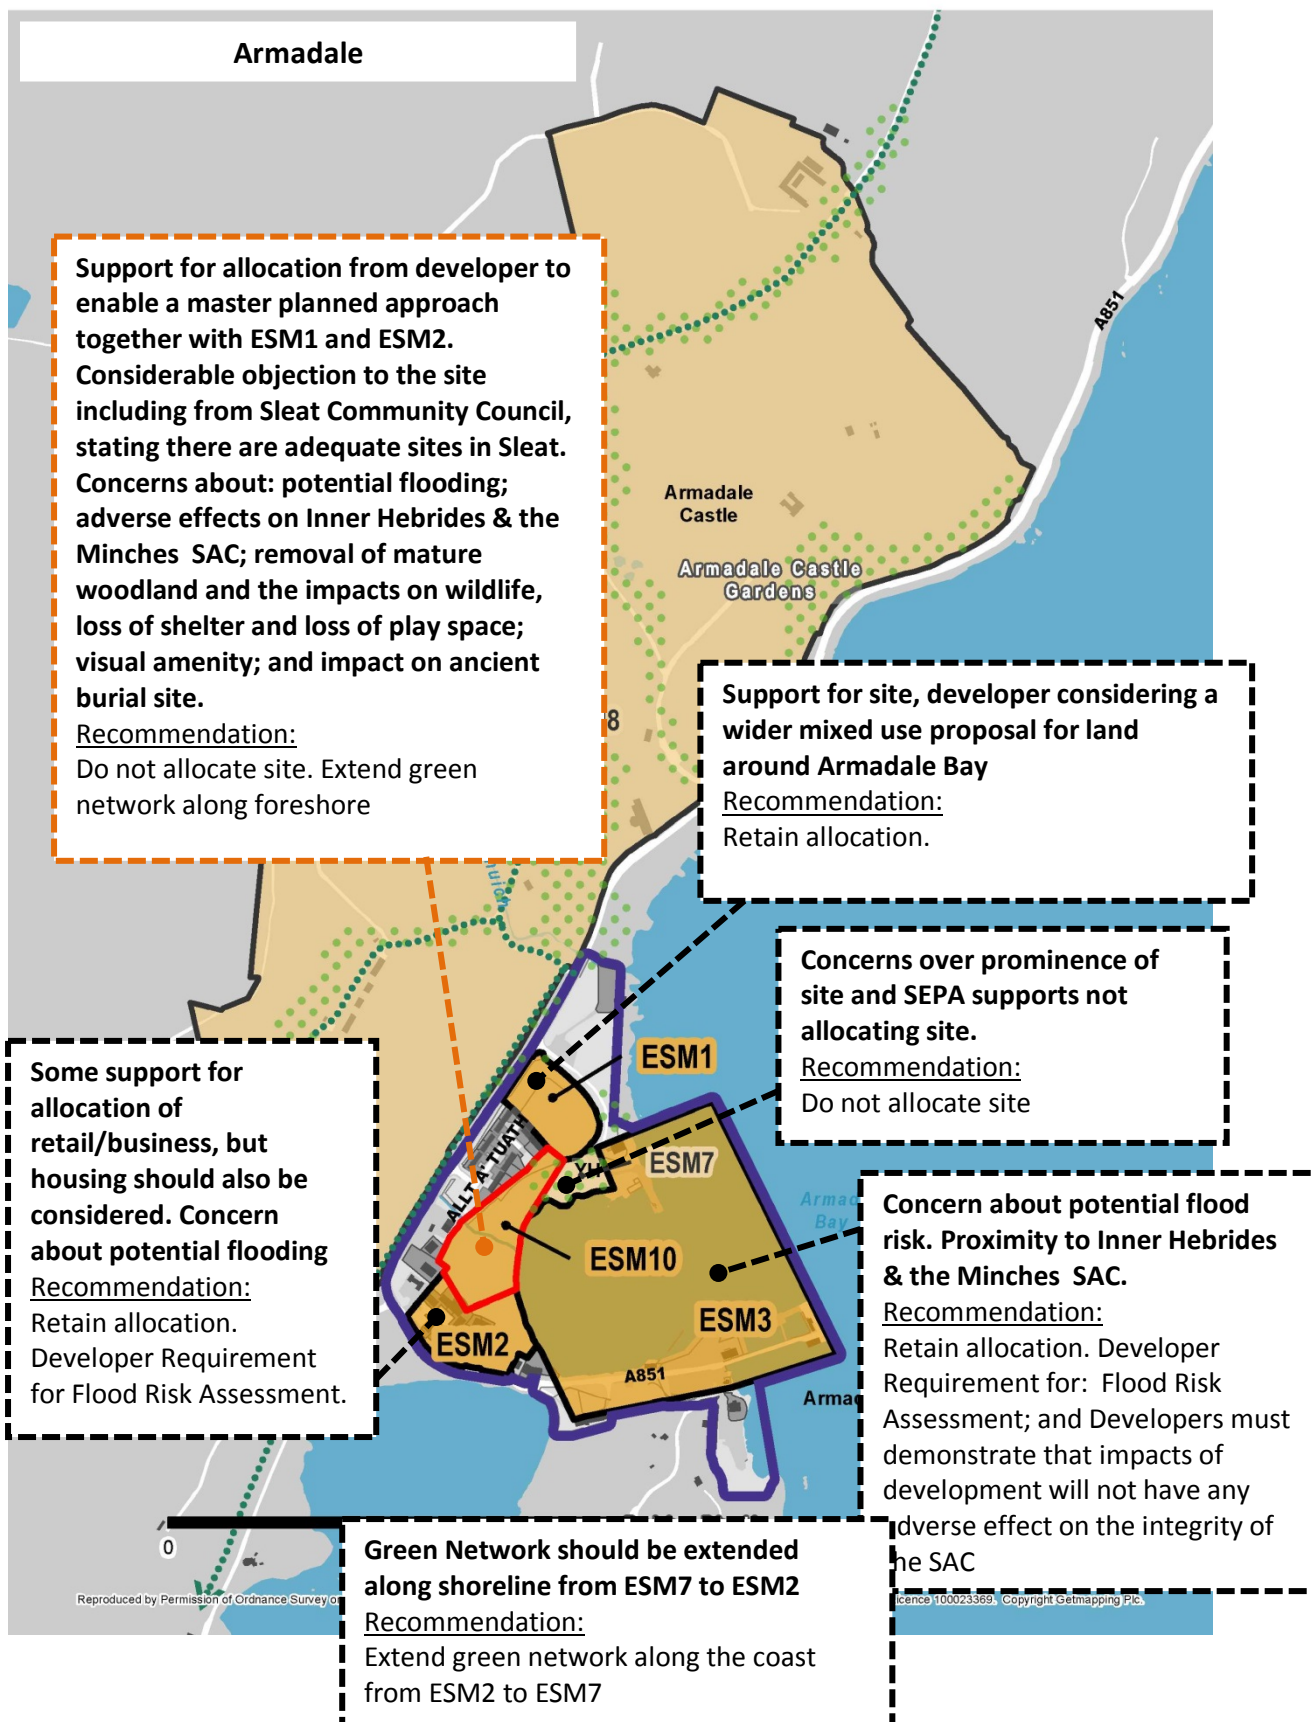 Armadale
Support for allocation from developer to
enable a master planned approach
together with ESM1 and ESM2.
Considerable objection to the site
including from Sleat Community Council,
stating there are adequate sites in Sleat.
Concerns about: potential flooding;
adverse effects on Inner Hebrides & the
Minches SAC; removal of mature
woodland and the impacts on wildlife,
loss of shelter and loss of play space;
visual amenity; and impact on ancient
burial site.
Recommendation:
Do not allocate site. Extend green
network along foreshore
A851
Armadale
Castle
Armadale Castle
Gardens
8
Support for site, developer considering a
wider mixed use proposal for land
around Armadale Bay
Recommendation:
Retain allocation.
Concerns over prominence of
site and SEPA supports not
allocating site.
Recommendation:
Do not allocate site
Some support for
allocation of
retail/business, but
housing should also be
considered. Concern
about potential flooding
Recommendation:
Retain allocation.
Developer Requirement
for Flood Risk Assessment.
ESM1
ALLT A' TUATH
YH
ESM7
ESM10
ESM3
ESM2
A851
Armad
Bay
Arma
Concern about potential flood
risk. Proximity to Inner Hebrides
& the Minches SAC.
Recommendation:
Retain allocation. Developer
Requirement for: Flood Risk
Assessment; and Developers must
demonstrate that impacts of
development will not have any
dverse effect on the integrity of
he SAC
0
Green Network should be extended
along shoreline from ESM7 to ESM2
Recommendation:
Extend green network along the coast
from ESM2 to ESM7
Reproduced by Permission of Ordnance Survey o
icence 100023369. Copyright Getmapping Plc.